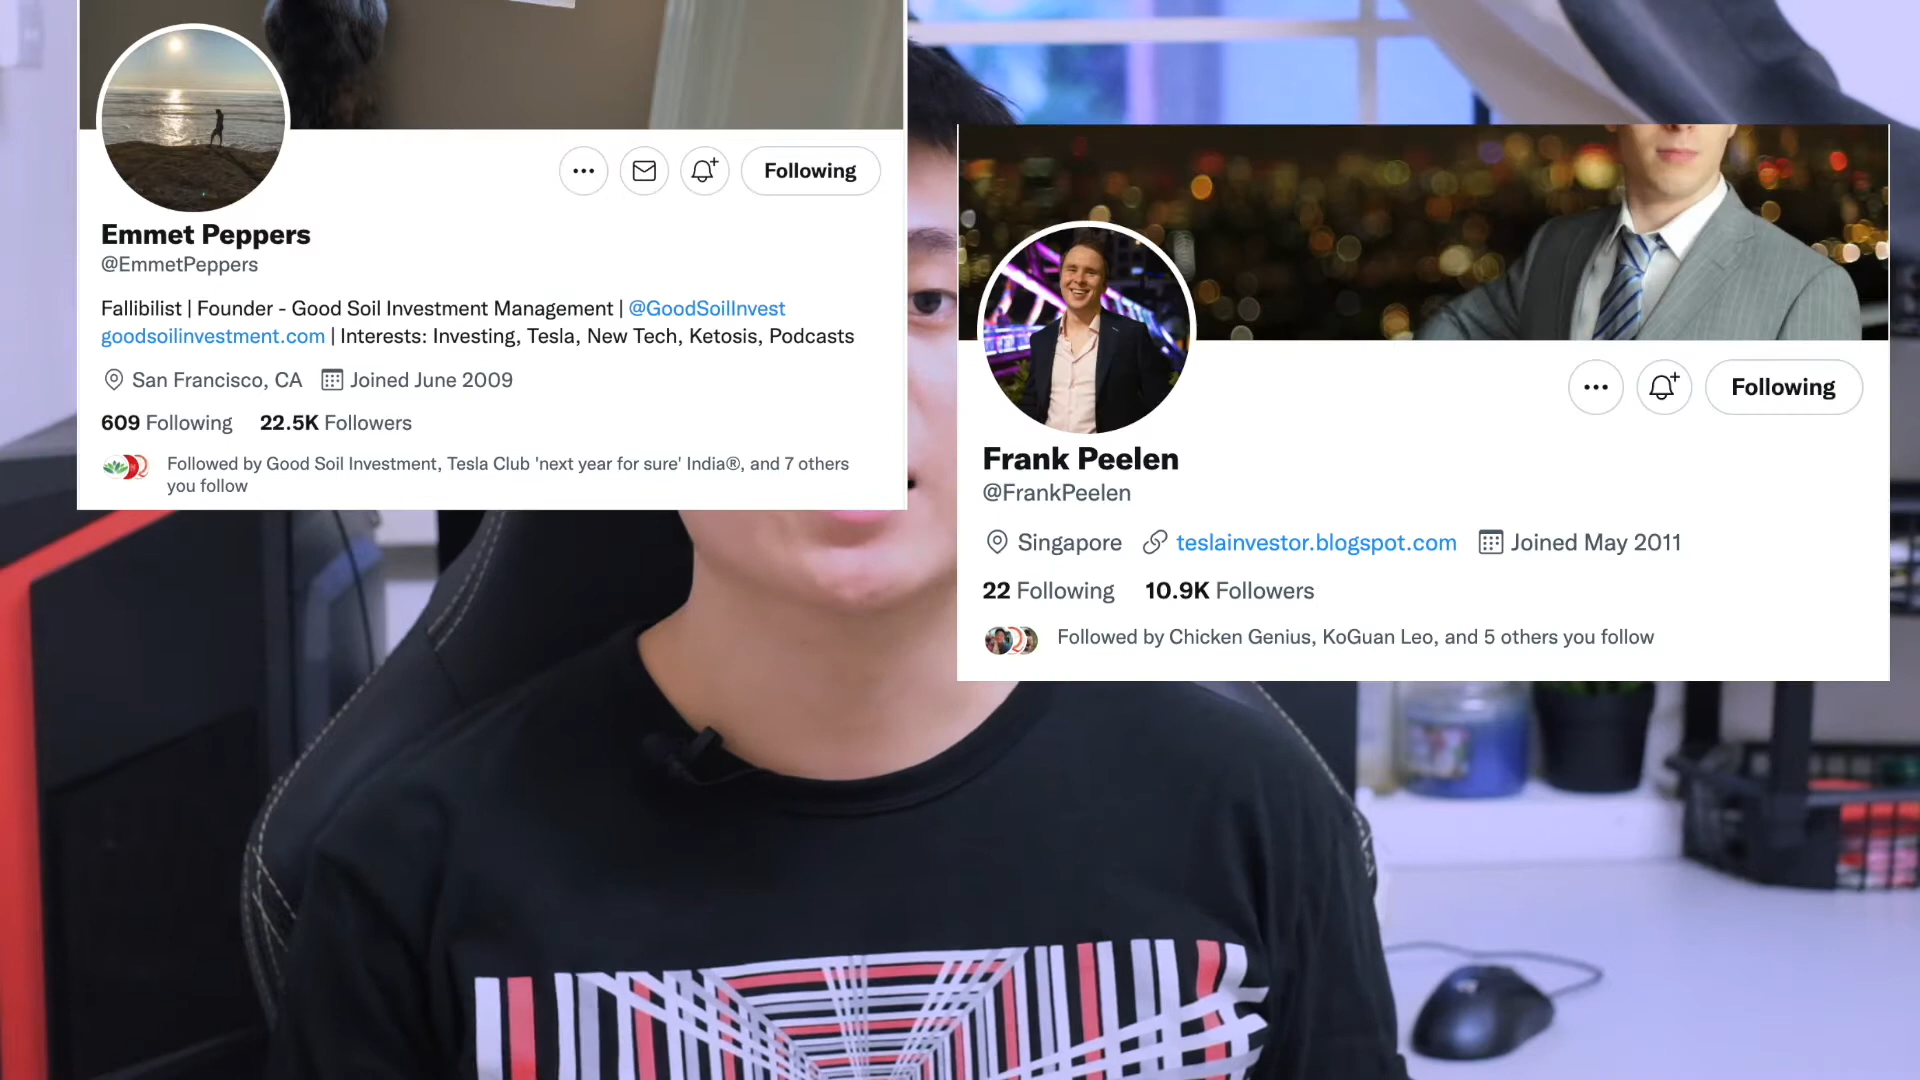 Following
Emmet Peppers
@EmmetPeppers
Fallibilist | Founder - Good Soil Investment Management | @GoodSoilInvest
goodsoilinvestment.com | Interests: Investing, Tesla, New Tech, Ketosis, Podcasts
San Francisco, CA Joined June 2009
609 Following 22.5K Followers
Followed by Good Soil Investment, Tesla Club 'next year for sure' India®, and 7 others
you follow
Following
Frank Peelen
@FrankPeelen
Singapore teslainvestor.blogspot.com Joined May 2011
22 Following 10.9K Followers
Followed by Chicken Genius, KoGuan Leo, and 5 others you follow